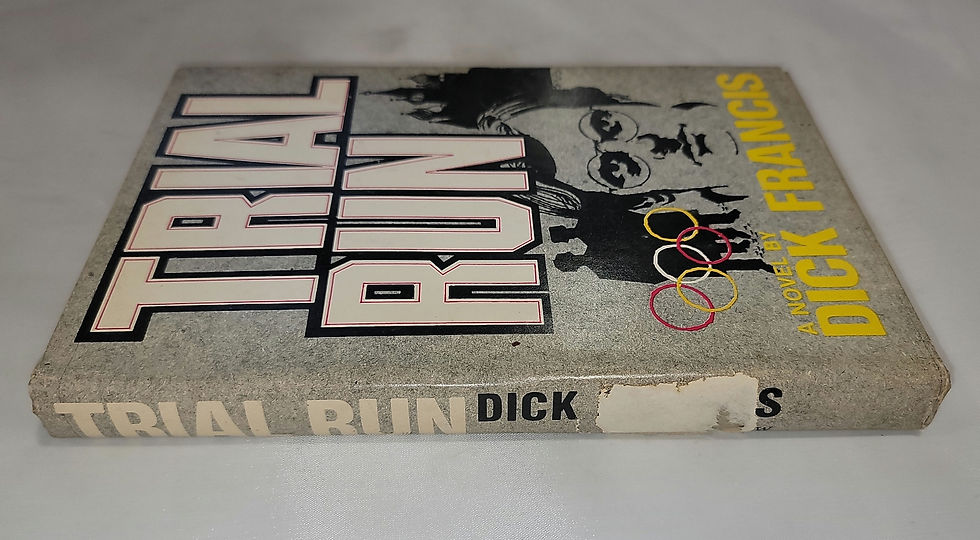 TRIAL
RUN
A NOVEL BY
DICK FRANCIS
TRIAL RUN DICK S